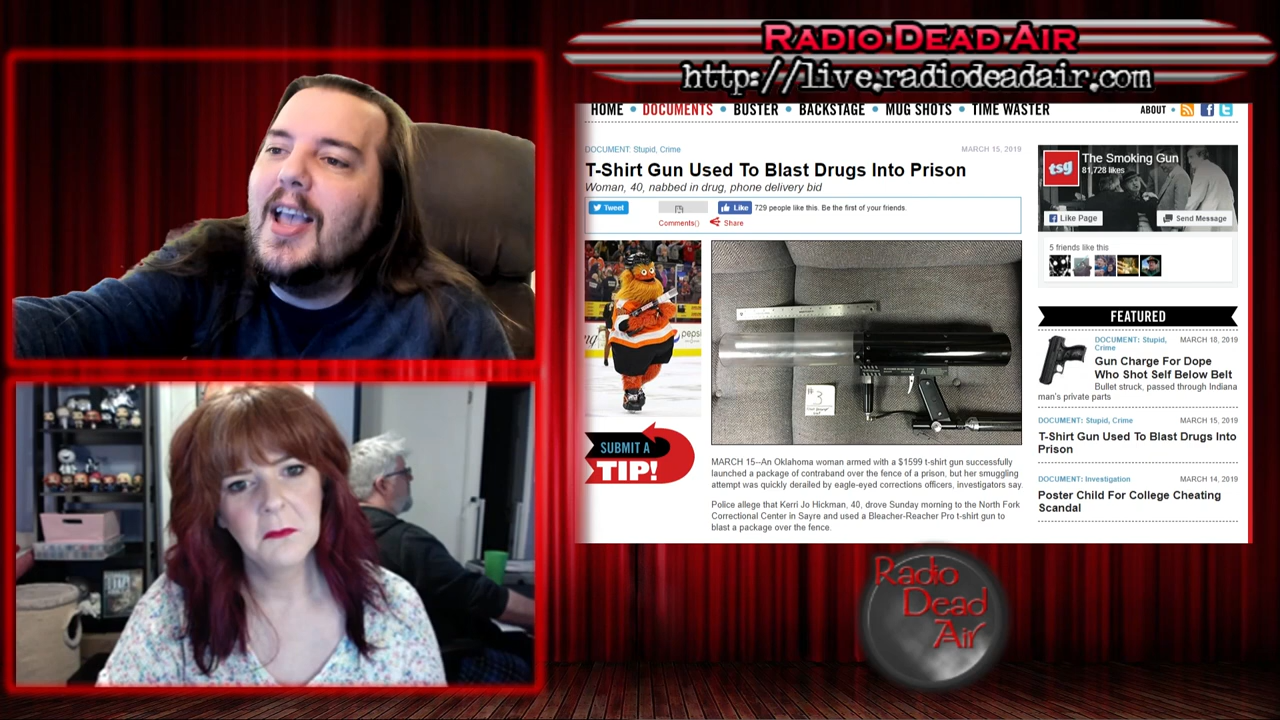 RADIO DEAD AIR
http://live.radiodeadair.com
HOME • DOCUMENTS • BUSTER • BACKSTAGE • MUG SHOTS • TIME WASTER
ABOUT •
DOCUMENT: Stupid, Crime
MARCH 15, 2019
T-Shirt Gun Used To Blast Drugs Into Prison
Woman, 40, nabbed in drug, phone delivery bid
Tweet
Like 729 people like this. Be the first of your friends.
Comments()
Share
pepsi
SUBMIT A
TIP!
# 3
MARCH 15--An Oklahoma woman armed with a $1599 t-shirt gun successfully
launched a package of contraband over the fence of a prison, but her smuggling
attempt was quickly derailed by eagle-eyed corrections officers, investigators say.
Police allege that Kerri Jo Hickman, 40, drove Sunday morning to the North Fork
Correctional Center in Sayre and used a Bleacher-Reacher Pro t-shirt gun to
blast a package over the fence.
tsg
The Smoking Gun
81,728 likes
Like Page
Send Message
5 friends like this
FEATURED
DOCUMENT: Stupid,
Crime
MARCH 18, 2019
Gun Charge For Dope
Who Shot Self Below Belt
Bullet struck, passed through Indiana
man's private parts
DOCUMENT: Stupid, Crime
MARCH 15, 2019
T-Shirt Gun Used To Blast Drugs Into
Prison
DOCUMENT: Investigation
MARCH 14, 2019
Poster Child For College Cheating
Scandal
Radio
Dead
Air